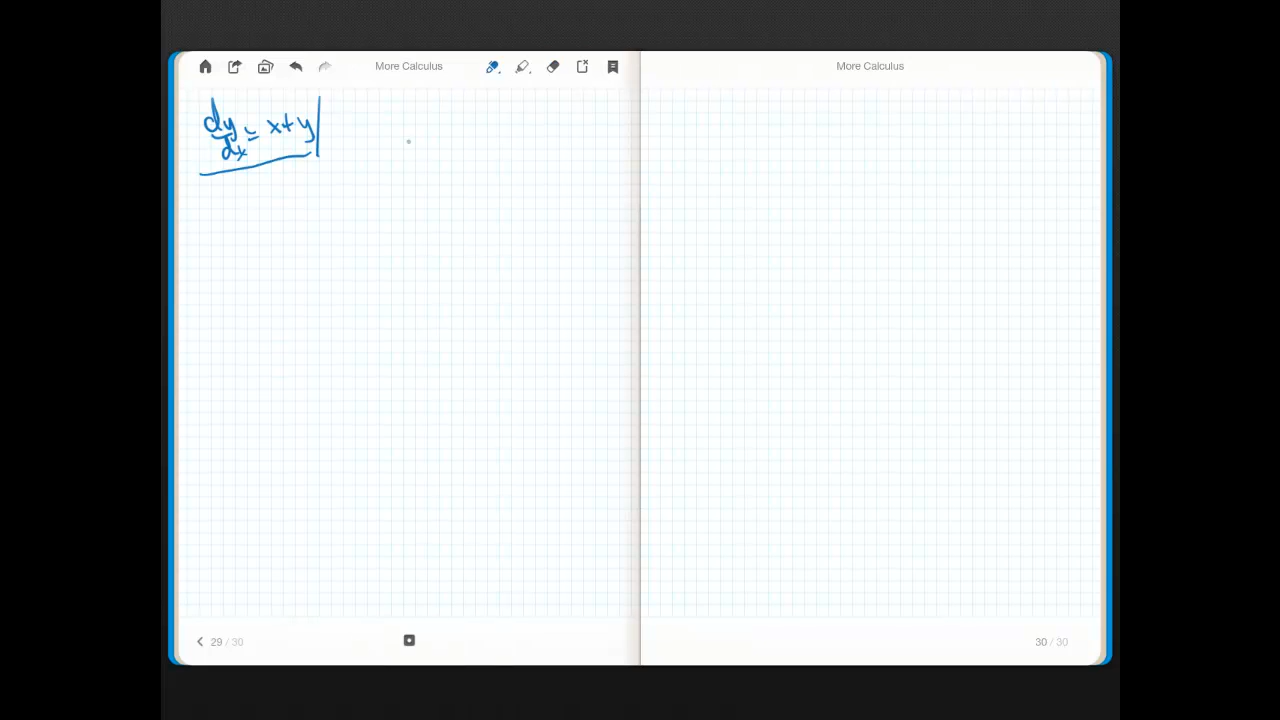 More Calculus
More Calculus
dy/dx = x+y
29 / 30
30 / 30